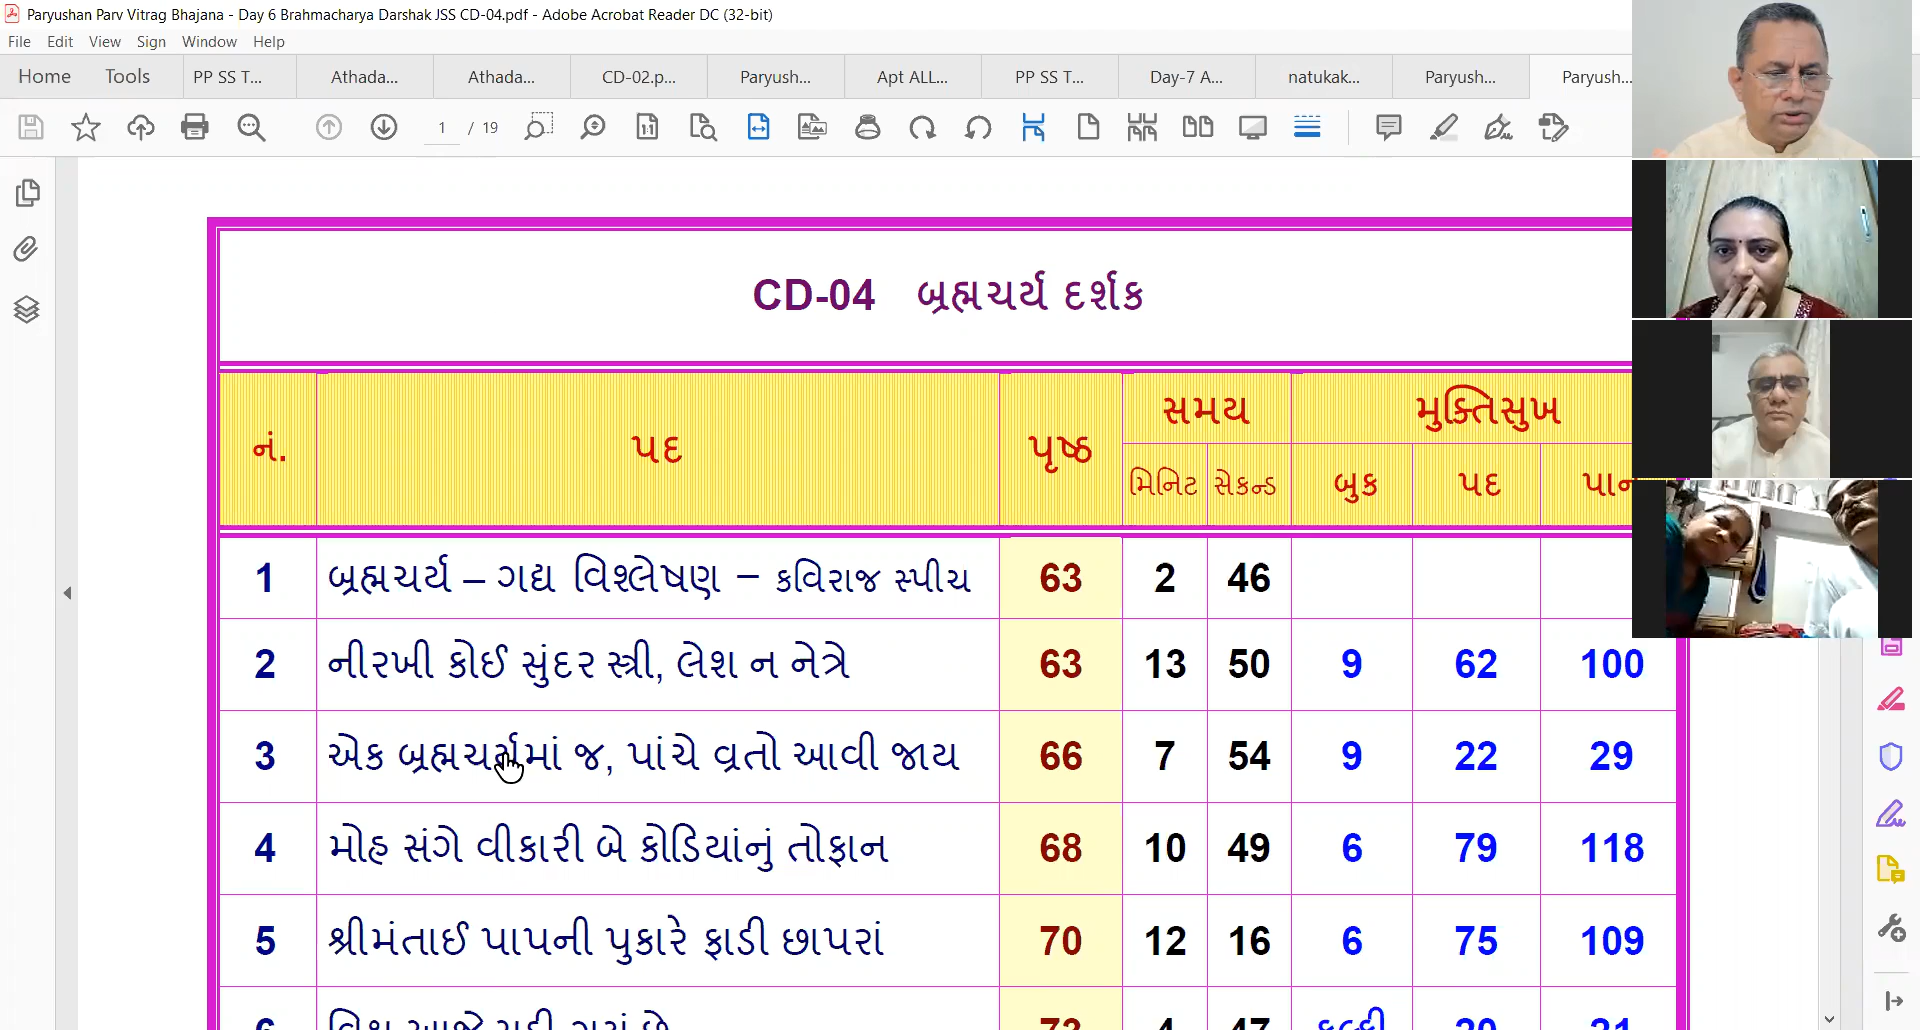 Paryushan Parv Vitrag Bhajana - Day 6 Brahmacharya Darshak JSS CD-04.pdf - Adobe Acrobat Reader DC (32-bit)
File Edit View Sign Window Help
Home Tools PP SS T... Athada... Athada... CD-02.p... Paryush... Apt ALL... PP SS T... Day-7 A... natukak... Paryush... Paryush...
1 / 19
CD-04 બ્રહ્મચર્ય દર્શક
નં. પદ પૃષ્ઠ સમય મુક્તિસુખ
મિનિટ સેકન્ડ બુક પદ
1 બ્રહ્મચર્ય – ગદ્ય વિશ્લેષણ – કવિરાજ સ્પીચ 63 2 46
2 નીરખી કોઈ સુંદર સ્ત્રી, લેશ ન નેત્રે 63 13 50 9 62 100
3 એક બ્રહ્મચર્યમાં જ, પાંચે વ્રતો આવી જાય 66 7 54 9 22 29
4 મોહ સંગે વીકારી બે કોડિયાંનું તોફાન 68 10 49 6 79 118
5 શ્રીમંતાઈ પાપની પુકારે ફાડી છાપરાં 70 12 16 6 75 109